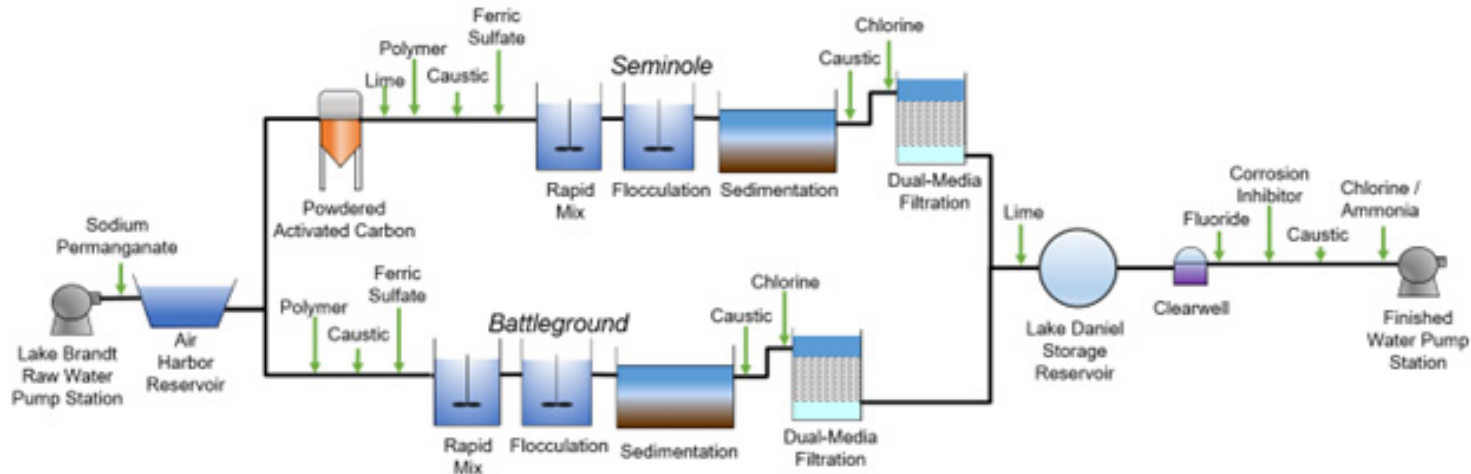 Ferric
Sulfate
Polymer
Lime
Caustic
Seminole
Chlorine
Caustic
Rapid
Mix
Flocculation
Sedimentation
Dual-Media
Filtration
Powdered
Activated Carbon
Sodium
Permanganate
Lake Brandt
Raw Water
Pump Station
Air
Harbor
Reservoir
Polymer
Caustic
Ferric
Sulfate
Battleground
Caustic
Chlorine
Rapid
Mix
Flocculation
Sedimentation
Dual-Media
Filtration
Lime
Lake Daniel
Storage
Reservoir
Clearwell
Fluoride
Corrosion
Inhibitor
Caustic
Chlorine /
Ammonia
Finished
Water Pump
Station